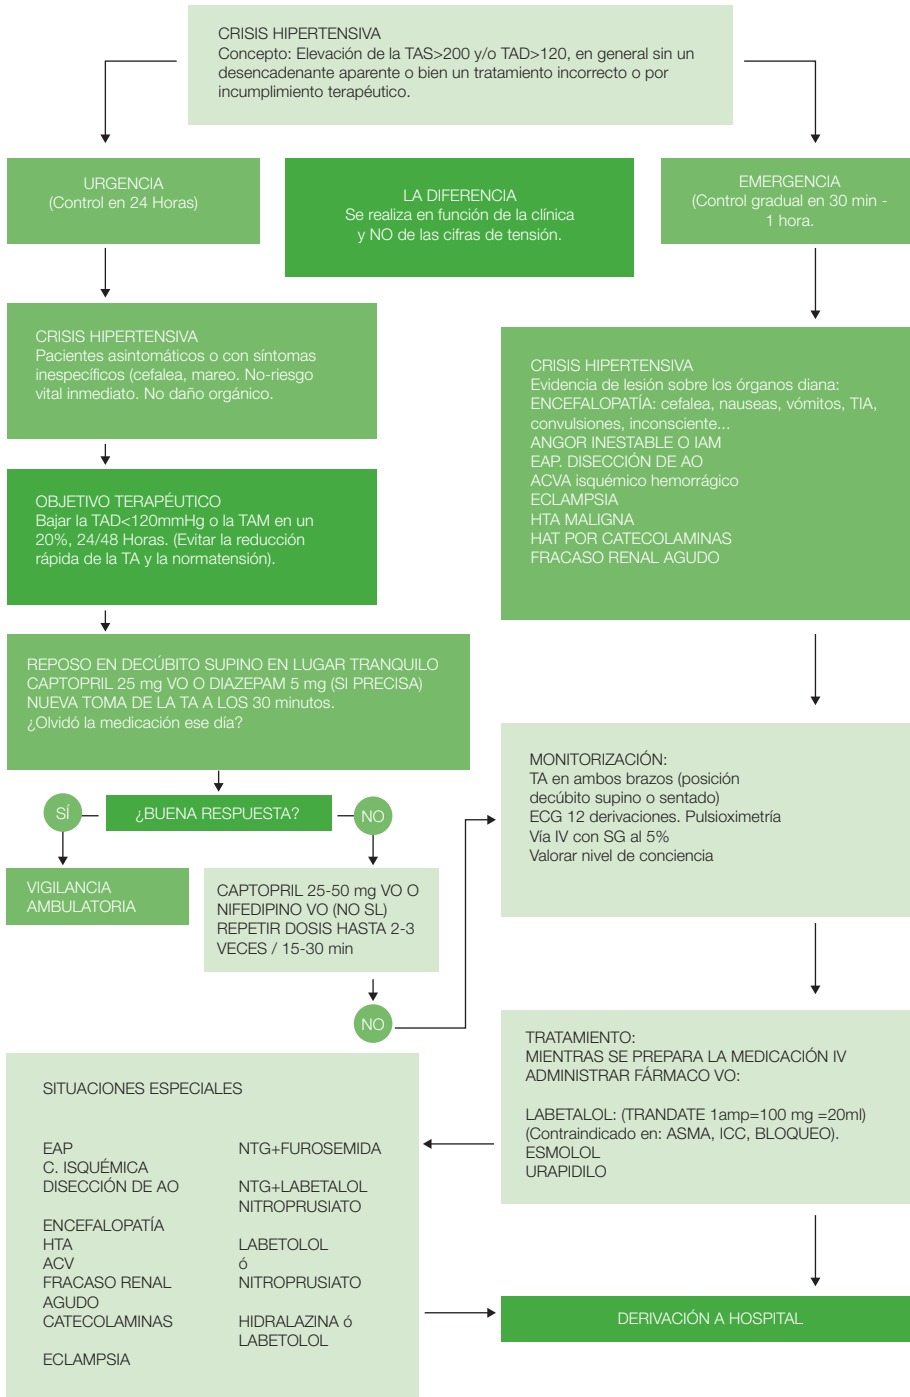 CRISIS HIPERTENSIVA
Concepto: Elevación de la TAS>200 y/o TAD>120, en general sin un
desencadenante aparente o bien un tratamiento incorrecto o por
incumplimiento terapéutico.
URGENCIA
(Control en 24 Horas)
LA DIFERENCIA
Se realiza en función de la clínica
y NO de las cifras de tensión.
EMERGENCIA
(Control gradual en 30 min -
1 hora.
CRISIS HIPERTENSIVA
Pacientes asintomáticos o con síntomas
inespecíficos (cefalea, mareo. No-riesgo
vital inmediato. No daño orgánico.
OBJETIVO TERAPÉUTICO
Bajar la TAD<120mmHg o la TAM en un
20%, 24/48 Horas. (Evitar la reducción
rápida de la TA y la normatensión).
REPOSO EN DECÚBITO SUPINO EN LUGAR TRANQUILO
CAPTOPRIL 25 mg VO O DIAZEPAM 5 mg (SI PRECISA)
NUEVA TOMA DE LA TA A LOS 30 minutos.
¿Olvidó la medicación ese día?
SÍ
¿BUENA RESPUESTA?
NO
VIGILANCIA
AMBULATORIA
CAPTOPRIL 25-50 mg VO O
NIFEDIPINO VO (NO SL)
REPETIR DOSIS HASTA 2-3
VECES / 15-30 min
NO
CRISIS HIPERTENSIVA
Evidencia de lesión sobre los órganos diana:
ENCEFALOPATÍA: cefalea, nauseas, vómitos, TIA,
convulsiones, inconsciente...
ANGOR INESTABLE O IAM
EAP. DISECCIÓN DE AO
ACVA isquémico hemorrágico
ECLAMPSIA
HTA MALIGNA
HAT POR CATECOLAMINAS
FRACASO RENAL AGUDO
MONITORIZACIÓN:
TA en ambos brazos (posición
decúbito supino o sentado)
ECG 12 derivaciones. Pulsioximetría
Vía IV con SG al 5%
Valorar nivel de conciencia
TRATAMIENTO:
MIENTRAS SE PREPARA LA MEDICACIÓN IV
ADMINISTRAR FÁRMACO VO:
LABETALOL: (TRANDATE 1amp=100 mg =20ml)
(Contraindicado en: ASMA, ICC, BLOQUEO).
ESMOLOL
URAPIDILO
SITUACIONES ESPECIALES
EAP NTG+FUROSEMIDA
C. ISQUÉMICA
DISECCIÓN DE AO NTG+LABETALOL
NITROPRUSIATO
ENCEFALOPATÍA
HTA LABETOLOL
ACV ó
FRACASO RENAL NITROPRUSIATO
AGUDO
CATECOLAMINAS HIDRALAZINA ó
LABETOLOL
ECLAMPSIA
DERIVACIÓN A HOSPITAL